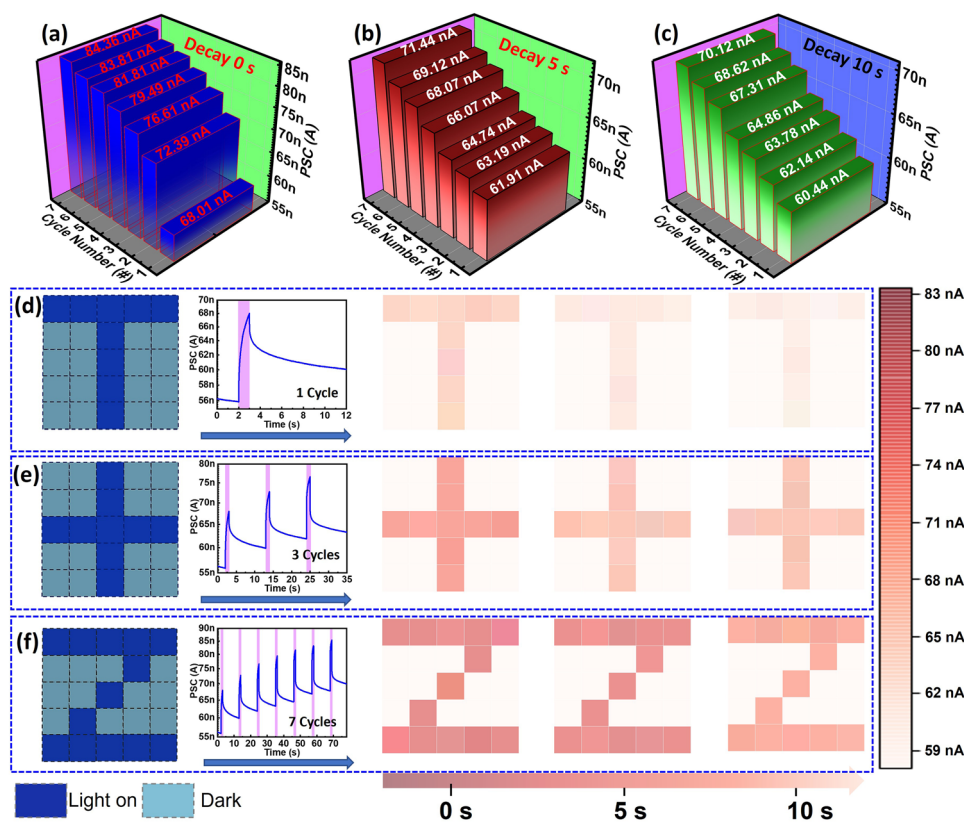 (a)
Decay 0 s
84.36 nA
83.81 nA
81.81 nA
79.49 nA
76.61 nA
72.39 nA
68.01 nA
85n
80n
75n
70n
65n
60n
55n
PSC (A)
7
6
5
4
3
2
1
Cycle Number (#)
(b)
Decay 5 s
71.44 nA
69.12 nA
68.07 nA
66.07 nA
64.74 nA
63.19 nA
61.91 nA
70n
65n
60n
55n
PSC (A)
7
6
5
4
3
2
1
Cycle Number (#)
(c)
Decay 10 s
70.12 nA
68.62 nA
67.31 nA
64.86 nA
63.78 nA
62.14 nA
60.44 nA
70n
65n
60n
55n
PSC (A)
7
6
5
4
3
2
1
Cycle Number (#)
(d)
70n
68n
66n
64n
62n
60n
58n
56n
PSC (A)
1 Cycle
0 2 4 6 8 10 12
Time (s)
(e)
80n
75n
70n
65n
60n
55n
PSC (A)
3 Cycles
0 5 10 15 20 25 30 35
Time (s)
(f)
90n
85n
80n
75n
70n
65n
60n
55n
PSC (A)
7 Cycles
0 10 20 30 40 50 60 70
Time (s)
83 nA
80 nA
77 nA
74 nA
71 nA
68 nA
65 nA
62 nA
59 nA
Light on
Dark
0 s
5 s
10 s